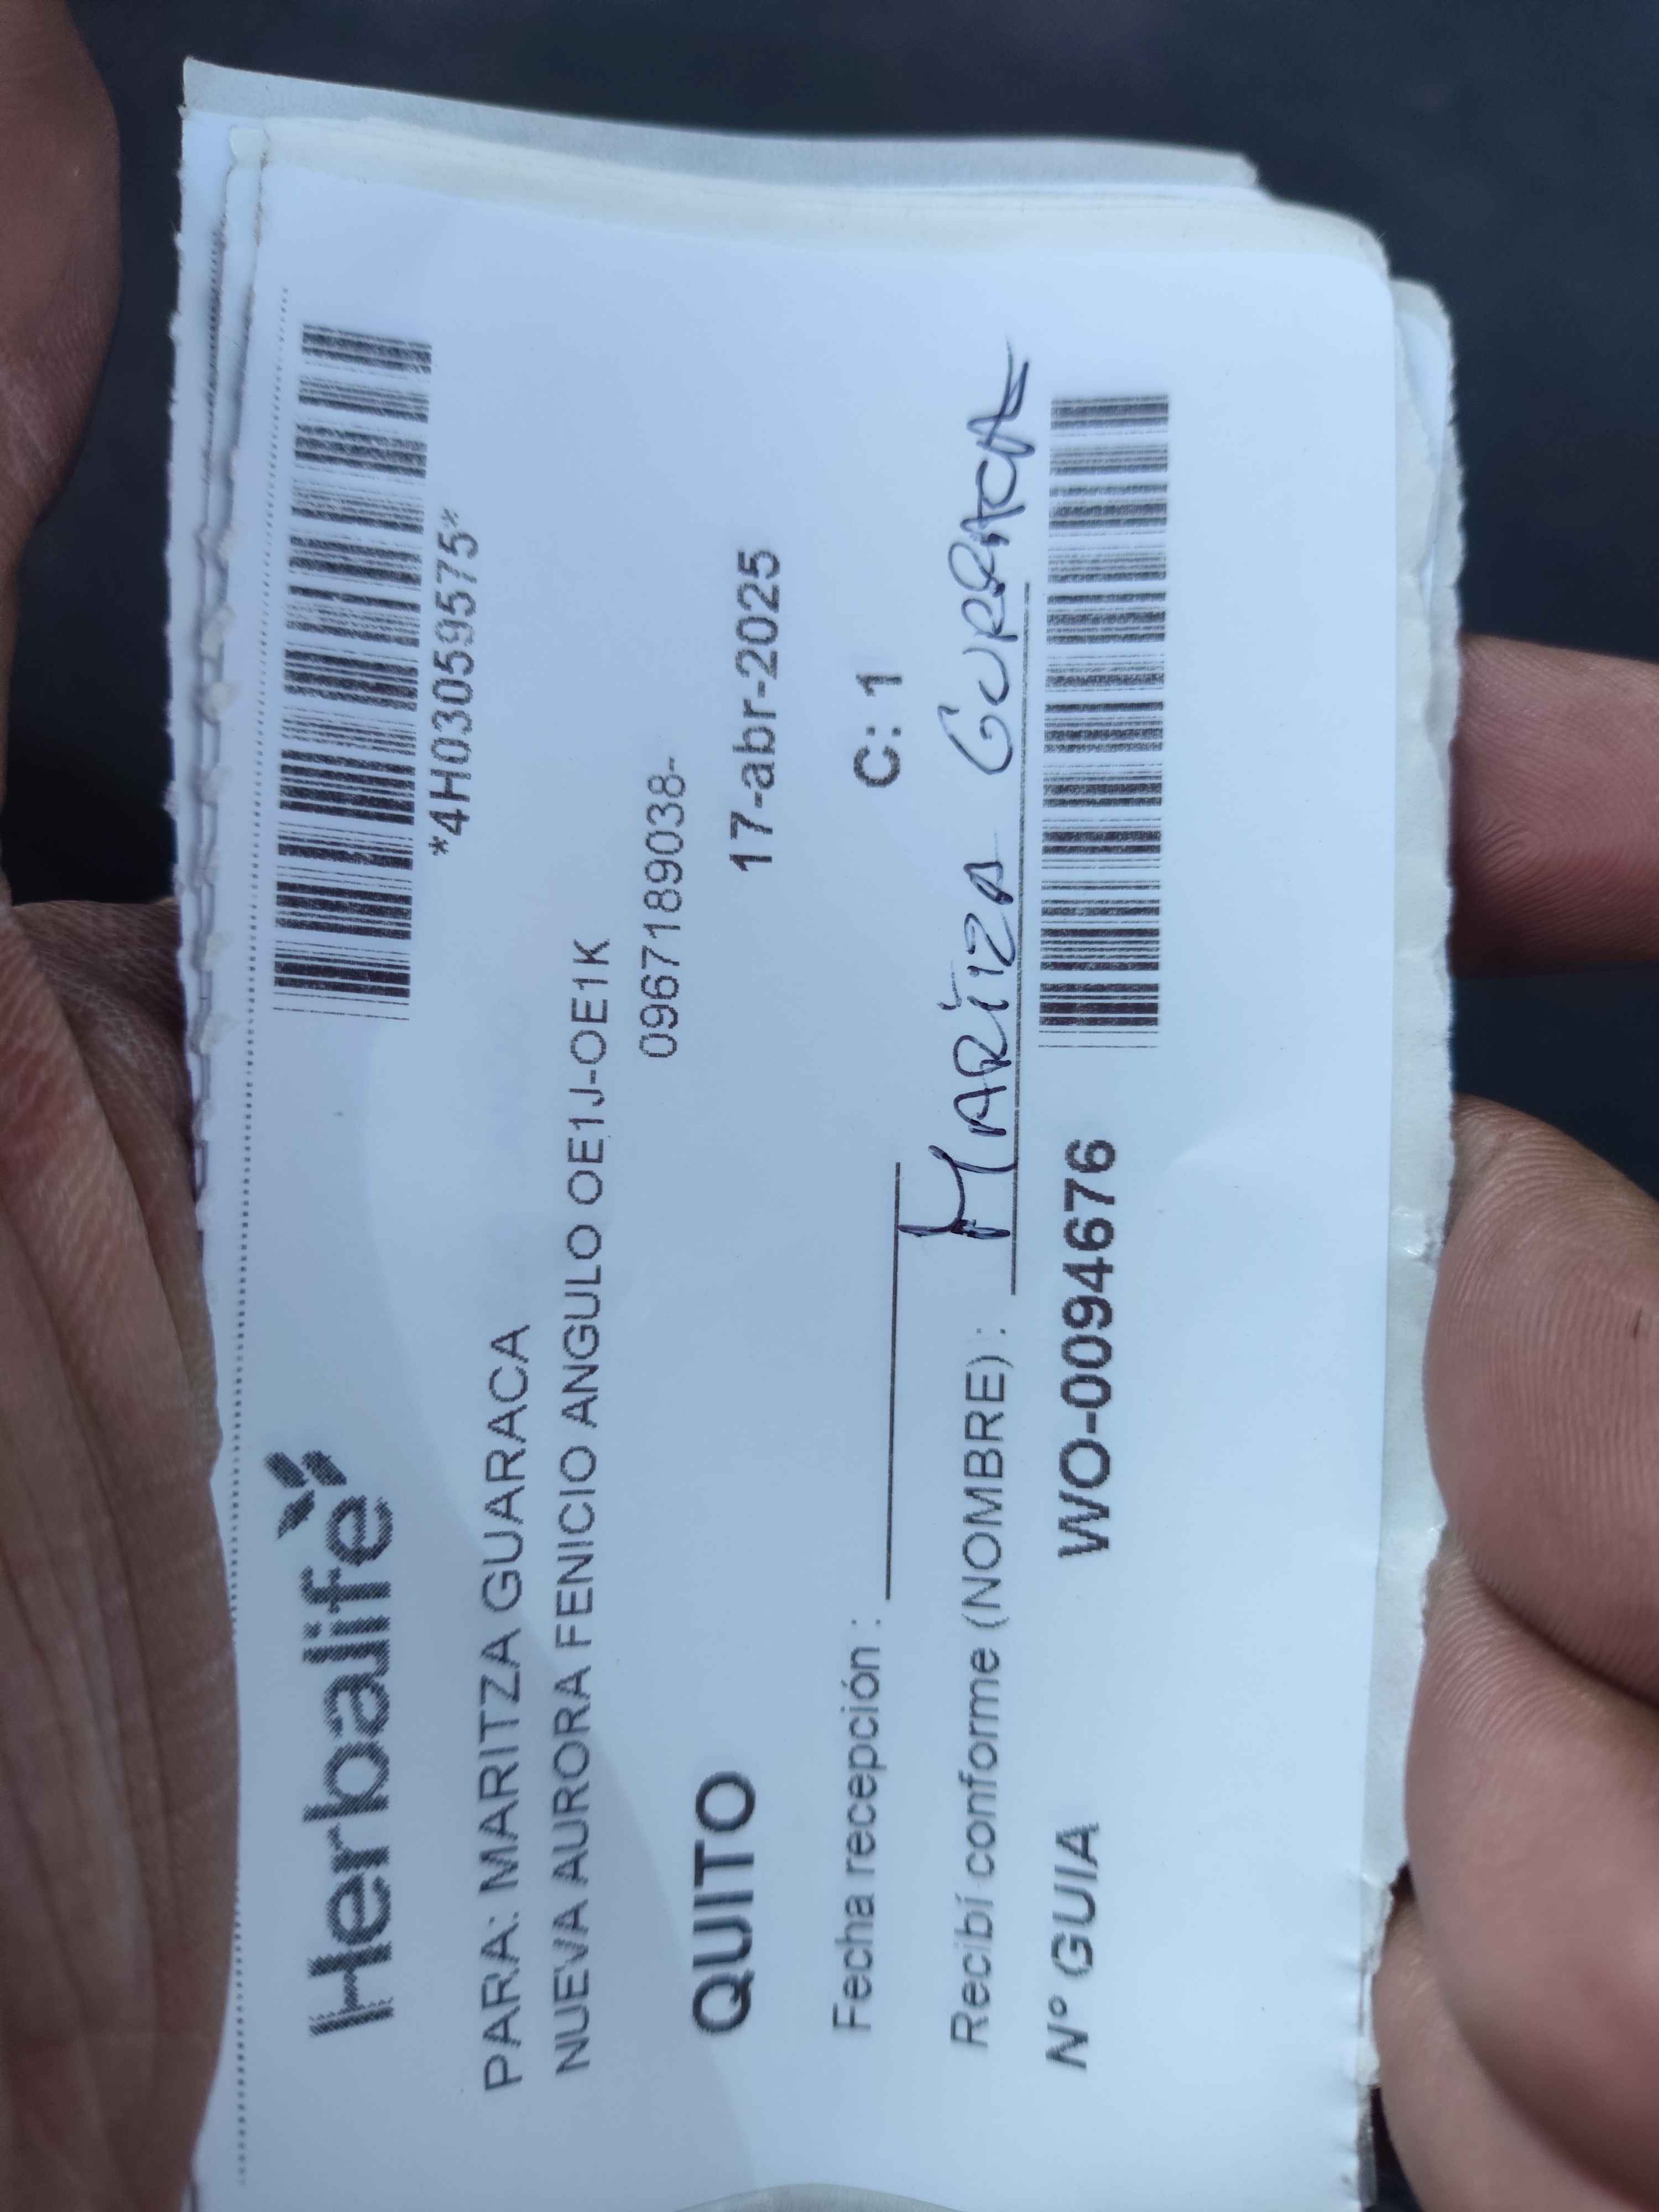 Herbalife
*4H03059575*
PARA: MARITZA GUARACA
NUEVA AURORA FENICIO ANGULO OE1J-OE1K
0967189038-
QUITO 17-abr-2025
Fecha recepción : C: 1
Recibí conforme (NOMBRE) : MARITZA GURRACA
Nº GUIA WO-0094676